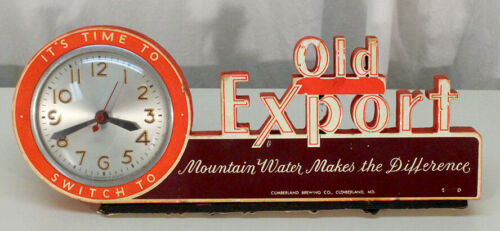 IT'S TIME TO
SWITCH TO
12
1
2
3
4
5
6
7
8
9
10
11
Old
Export
Mountain Water Makes the Difference
CUMBERLAND BREWING CO., CUMBERLAND, MD.